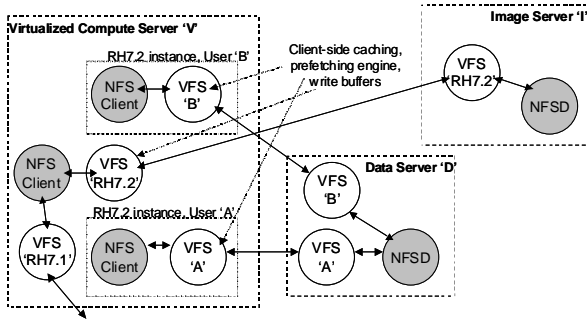 Virtualized Compute Server 'V'
RH7.2 instance, User 'B'
NFS
Client
VFS
'B'
Client-side caching,
prefetching engine,
write buffers
Image Server 'I'
VFS
'RH7.2'
NFSD
NFS
Client
VFS
'RH7.2'
VFS
'RH7.1'
RH7.2 instance, User 'A'
NFS
Client
VFS
'A'
Data Server 'D'
VFS
'B'
VFS
'A'
NFSD